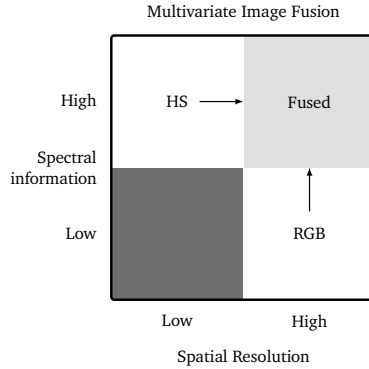 Multivariate Image Fusion
High
HS
Fused
Spectral
information
Low
RGB
Low
High
Spatial Resolution